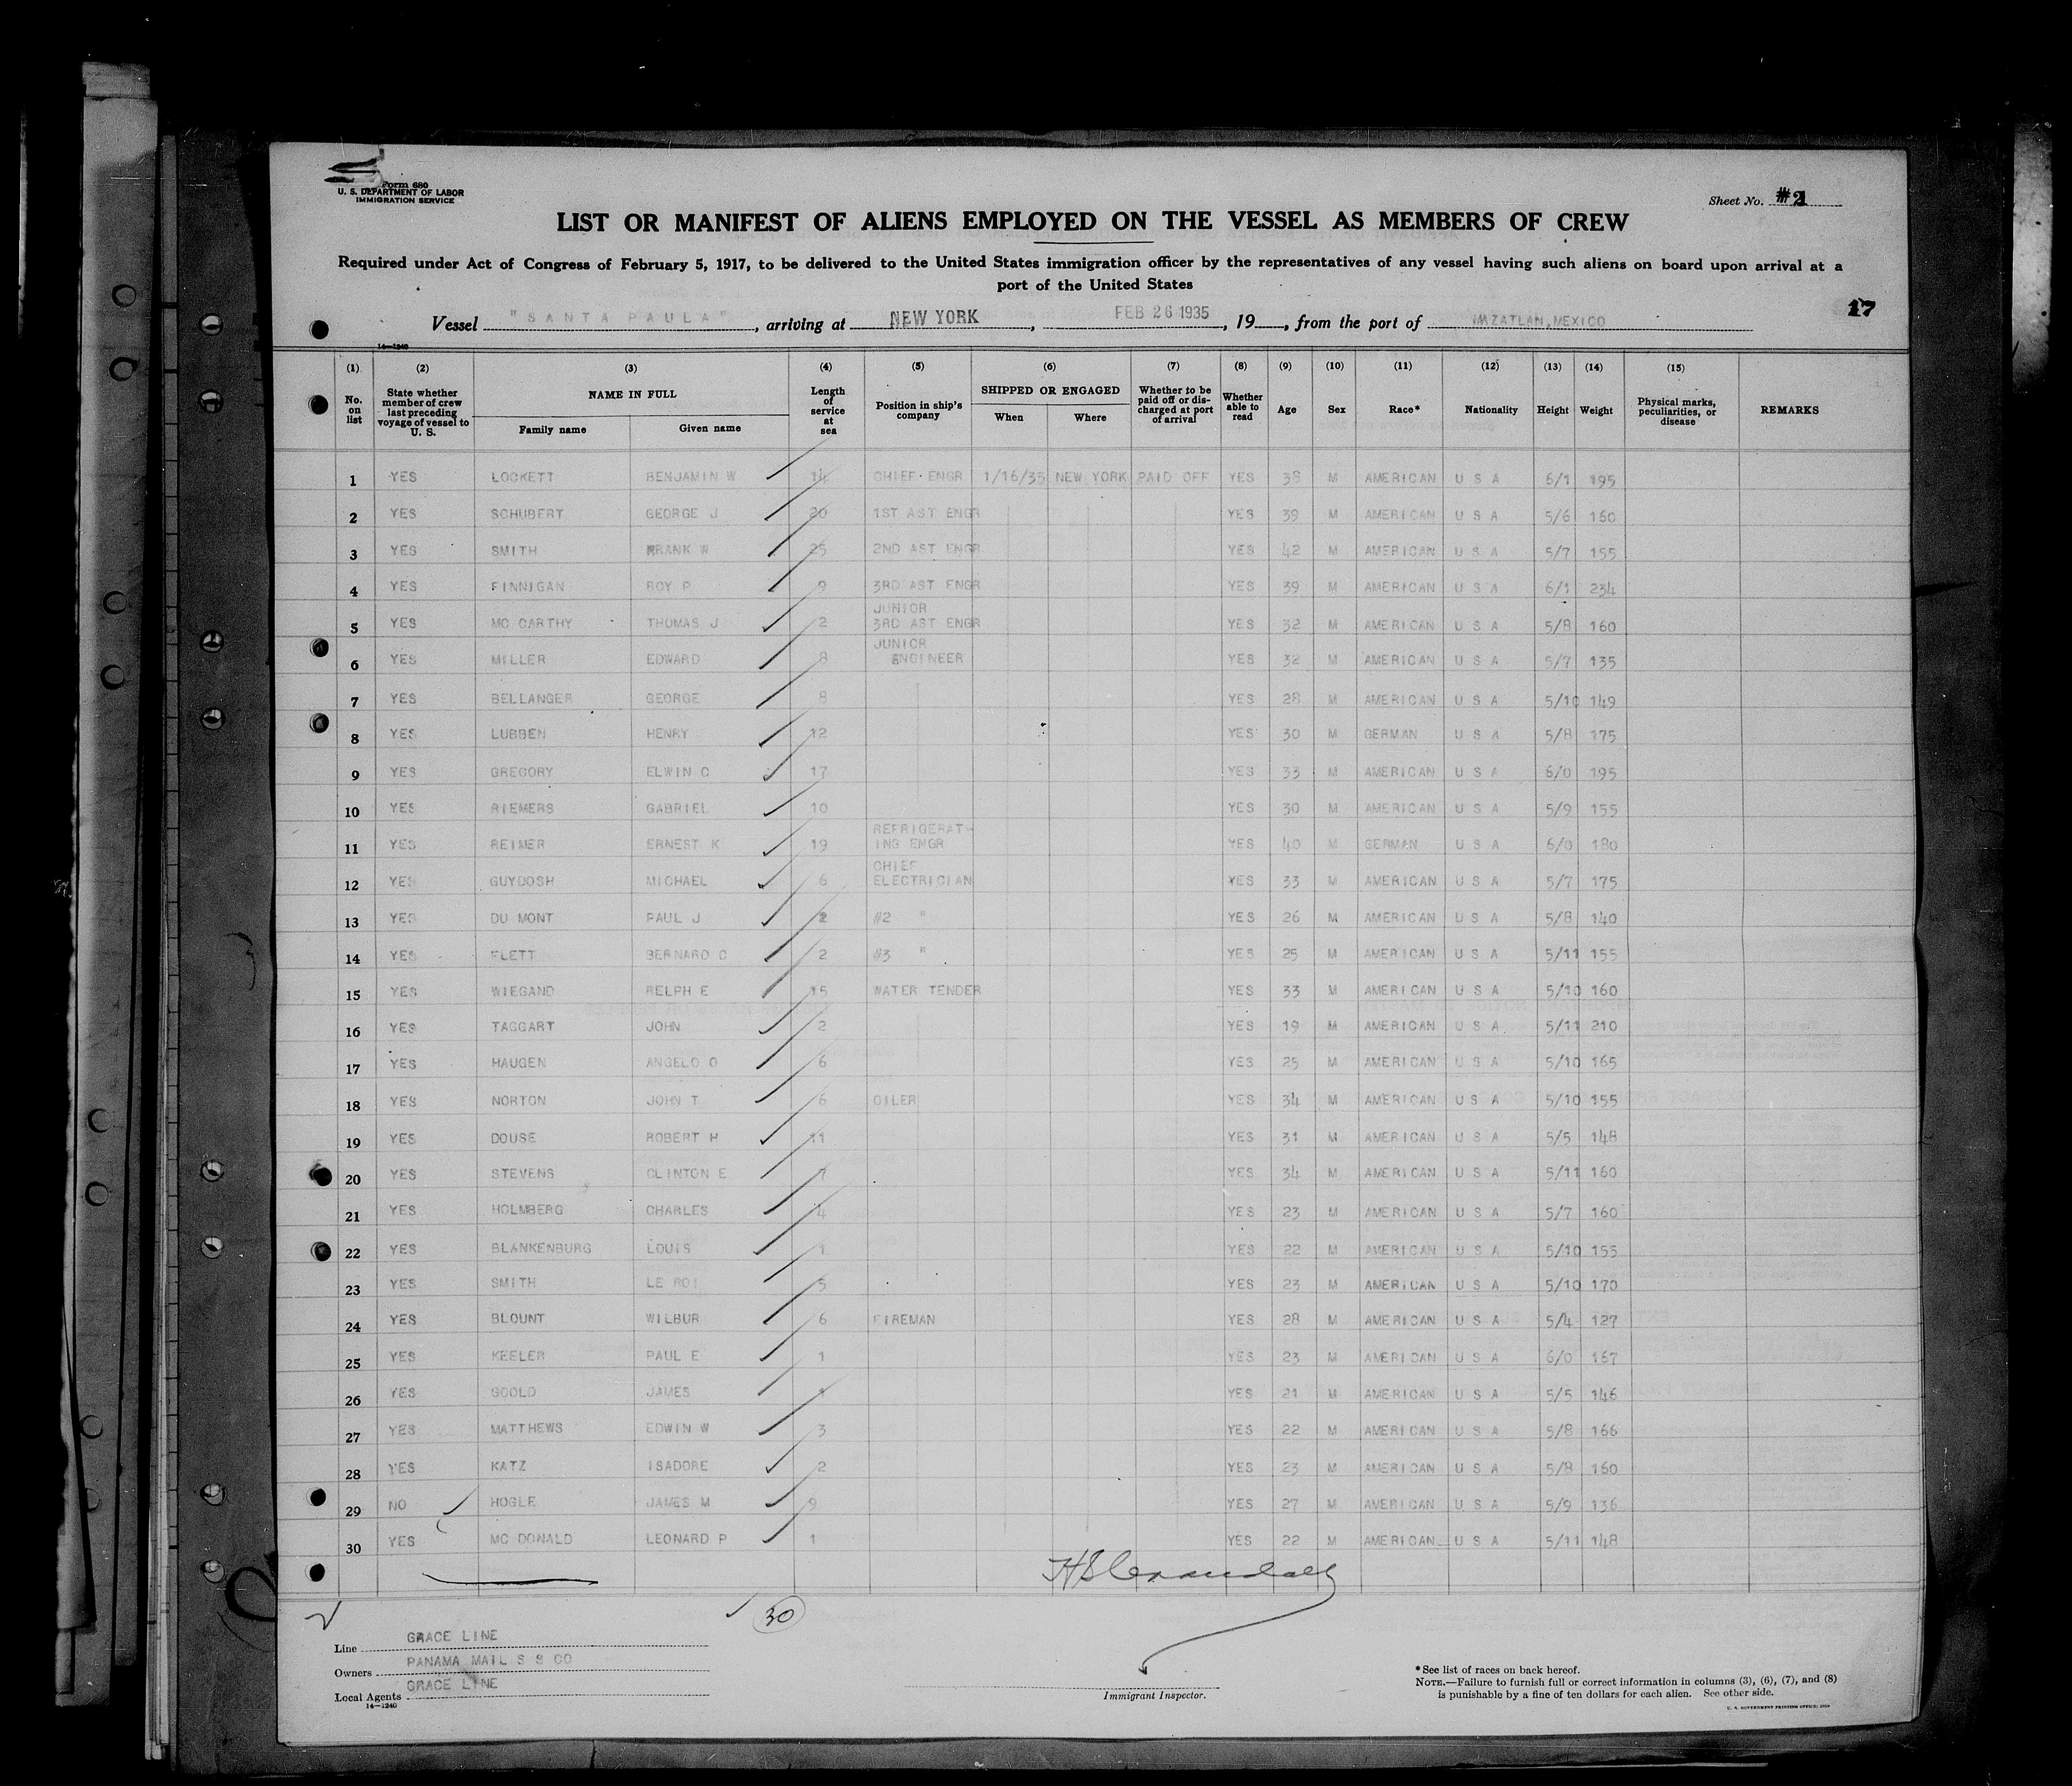 Form 680
U. S. DEPARTMENT OF LABOR
IMMIGRATION SERVICE
Sheet No.
LIST OR MANIFEST OF ALIENS EMPLOYED ON THE VESSEL AS MEMBERS OF CREW
Required under Act of Congress of February 5, 1917, to be delivered to the United States immigration officer by the representatives of any vessel having such aliens on board upon arrival at a
port of the United States
17
Vessel "SANTA PAULA", arriving at NEW YORK, FEB 26 1935, 19__, from the port of MAZATLAN, MEXICO
14—1240
(1) (2) (3) (4) (5) (6) (7) (8) (9) (10) (11) (12) (13) (14) (15)
No. on list State whether member of crew last preceding voyage of vessel to U. S. NAME IN FULL Family name Given name Length of service at sea Position in ship's company SHIPPED OR ENGAGED When Where Whether to be paid off or discharged at port of arrival Whether able to read Age Sex Race* Nationality Height Weight Physical marks, peculiarities, or disease REMARKS
1 YES LOCKETT BENJAMIN W 14 CHIEF ENGR 1/16/35 NEW YORK PAID OFF YES 38 M AMERICAN U S A 6/1 195
2 YES SCHUBERT GEORGE J 20 1ST AST ENGR YES 39 M AMERICAN U S A 5/6 160
3 YES SMITH FRANK W 25 2ND AST ENGR YES 42 M AMERICAN U S A 5/7 155
4 YES FINNIGAN ROY P 9 3RD AST ENGR YES 39 M AMERICAN U S A 6/1 234
5 YES MC CARTHY THOMAS J 2 JUNIOR 3RD AST ENGR YES 32 M AMERICAN U S A 5/8 160
6 YES MILLER EDWARD 8 JUNIOR ENGINEER YES 32 M AMERICAN U S A 5/7 135
7 YES BELLANGER GEORGE 8 YES 28 M AMERICAN U S A 5/10 149
8 YES LUBBEN HENRY 12 YES 30 M GERMAN U S A 5/8 175
9 YES GREGORY ELWIN C 17 YES 33 M AMERICAN U S A 6/0 195
10 YES RIEMERS GABRIEL 10 YES 30 M AMERICAN U S A 5/9 155
11 YES REIMER ERNEST K 19 REFRIGERAT-ING ENGR YES 40 M GERMAN U S A 6/0 180
12 YES GUYDOSH MICHAEL 6 CHIEF ELECTRICIAN YES 33 M AMERICAN U S A 5/7 175
13 YES DU MONT PAUL J 2 #2 " YES 26 M AMERICAN U S A 5/8 140
14 YES FLETT BERNARD C 2 #3 " YES 25 M AMERICAN U S A 5/11 155
15 YES WIEGAND RELPH E 15 WATER TENDER YES 33 M AMERICAN U S A 5/10 160
16 YES TAGGART JOHN 2 YES 19 M AMERICAN U S A 5/11 210
17 YES HAUGEN ANGELO O 6 YES 25 M AMERICAN U S A 5/10 165
18 YES NORTON JOHN T 6 OILER YES 34 M AMERICAN U S A 5/10 155
19 YES DOUSE ROBERT H 11 YES 31 M AMERICAN U S A 5/5 148
20 YES STEVENS CLINTON E 7 YES 34 M AMERICAN U S A 5/11 160
21 YES HOLMBERG CHARLES 4 YES 23 M AMERICAN U S A 5/7 160
22 YES BLANKENBURG LOUIS 1 YES 22 M AMERICAN U S A 5/10 155
23 YES SMITH LE ROI 5 YES 23 M AMERICAN U S A 5/10 170
24 YES BLOUNT WILBUR 6 FIREMAN YES 28 M AMERICAN U S A 5/4 127
25 YES KEELER PAUL E 1 YES 23 M AMERICAN U S A 6/0 167
26 YES GOOLD JAMES YES 21 M AMERICAN U S A 5/5 146
27 YES MATTHEWS EDWIN W 3 YES 22 M AMERICAN U S A 5/8 166
28 YES KATZ ISADORE 2 YES 23 M AMERICAN U S A 5/8 160
29 NO HOGLE JAMES M 9 YES 27 M AMERICAN U S A 5/9 136
30 YES MC DONALD LEONARD P 1 YES 22 M AMERICAN U S A 5/11 148
30
Line GRACE LINE
Owners PANAMA MAIL S S CO
Local Agents GRACE LINE
14—1240
Immigrant Inspector.
*See list of races on back hereof.
NOTE.—Failure to furnish full or correct information in columns (3), (6), (7), and (8)
is punishable by a fine of ten dollars for each alien. See other side.